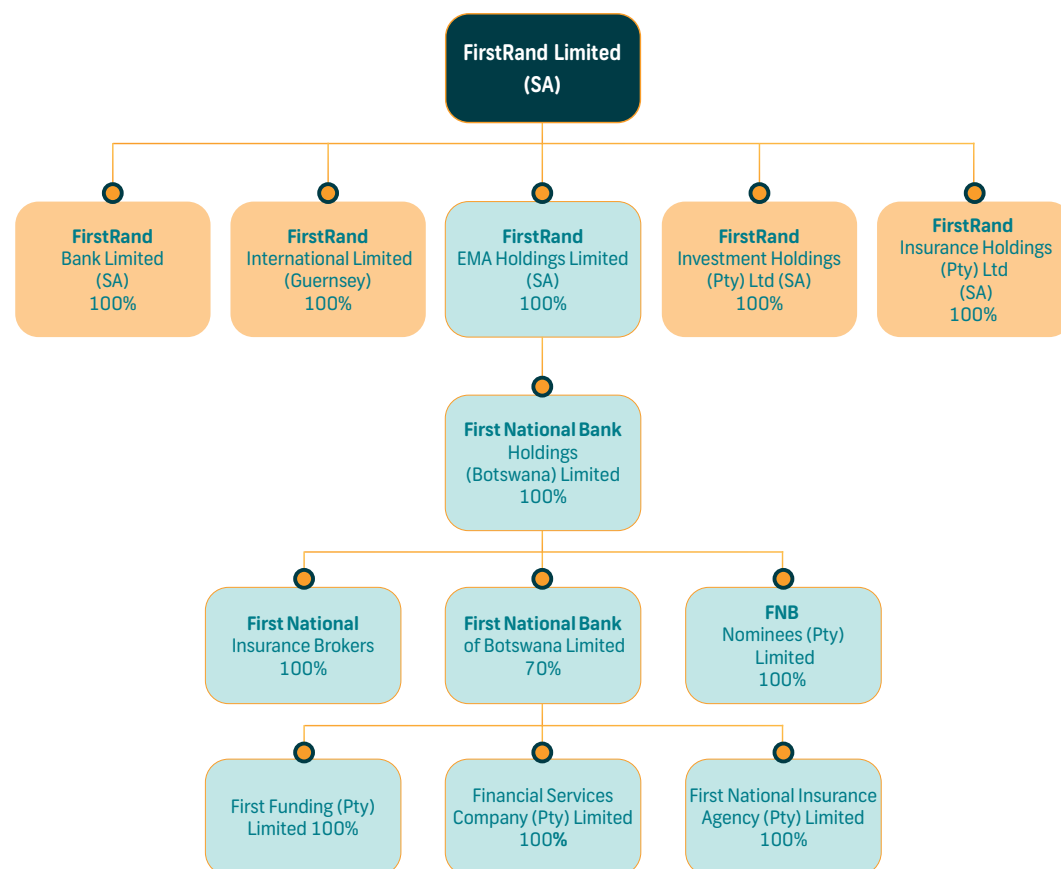 FirstRand Limited
(SA)
FirstRand
Bank Limited
(SA)
100%
FirstRand
International Limited
(Guernsey)
100%
FirstRand
EMA Holdings Limited
(SA)
100%
FirstRand
Investment Holdings
(Pty) Ltd (SA)
100%
FirstRand
Insurance Holdings
(Pty) Ltd
(SA)
100%
First National Bank
Holdings
(Botswana) Limited
100%
First National
Insurance Brokers
100%
First National Bank
of Botswana Limited
70%
FNB
Nominees (Pty)
Limited
100%
First Funding (Pty)
Limited 100%
Financial Services
Company (Pty) Limited
100%
First National Insurance
Agency (Pty) Limited
100%